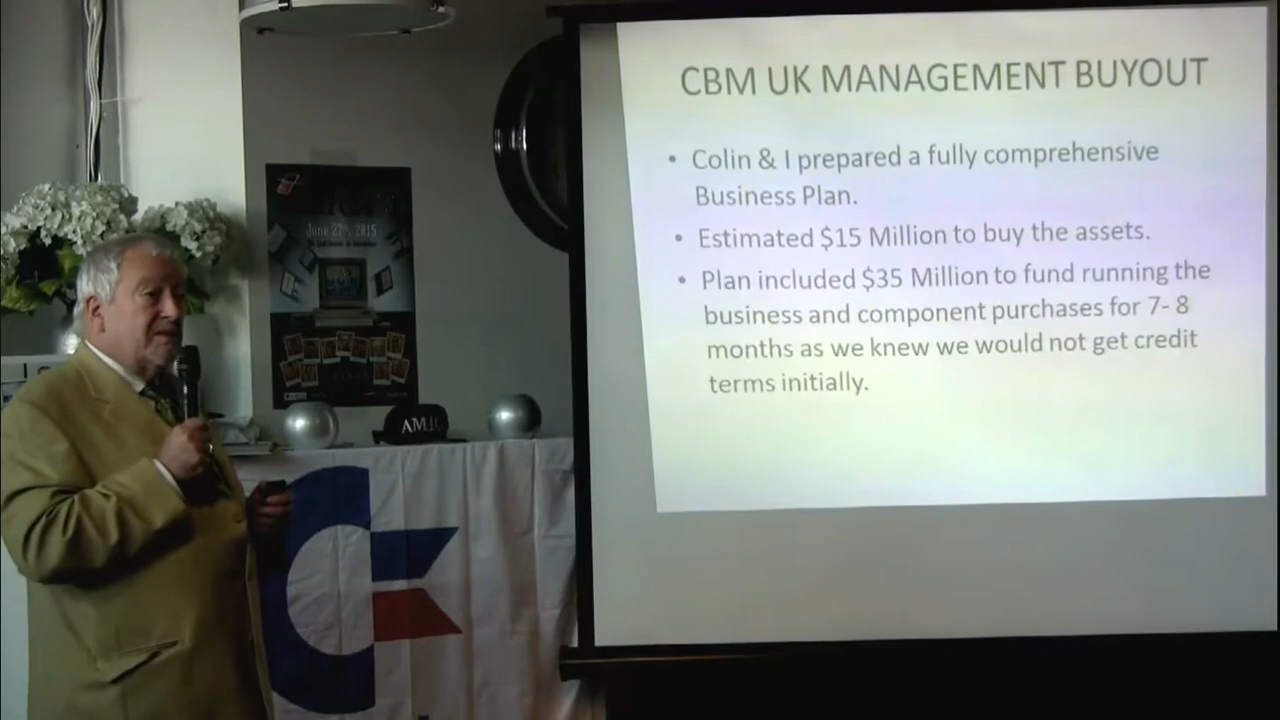 CBM UK MANAGEMENT BUYOUT
• Colin & I prepared a fully comprehensive
Business Plan.
• Estimated $15 Million to buy the assets.
• Plan included $35 Million to fund running the
business and component purchases for 7- 8
months as we knew we would not get credit
terms initially.
June 27th, 2015
AMIG